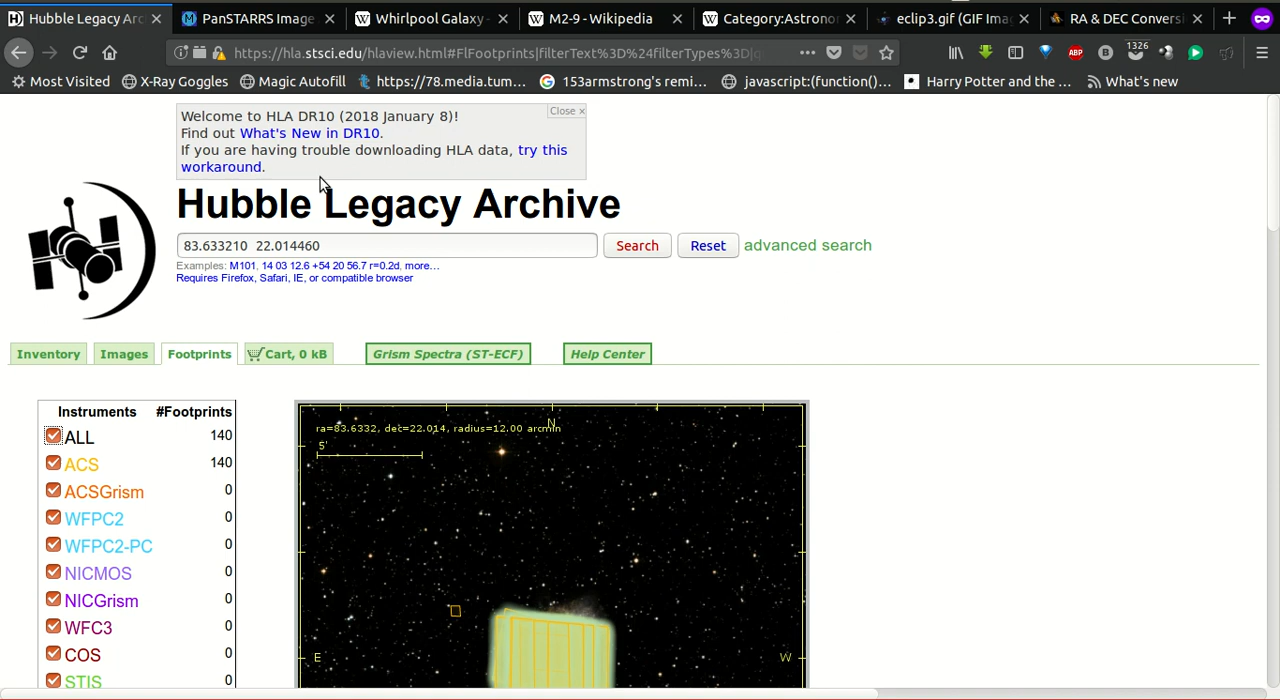 Hubble Legacy Arc
PanSTARRS Image
Whirlpool Galaxy -
M2-9 - Wikipedia
Category:Astrono
eclip3.gif (GIF Ima
RA & DEC Conversi
https://hla.stsci.edu/hlaview.html#FlFootprints|filterText%3D%24filterTypes%3D|q
ABP
B
1326
Most Visited
X-Ray Goggles
Magic Autofill
https://78.media.tum...
153armstrong's remi...
javascript:(function()...
Harry Potter and the ...
What's new
Welcome to HLA DR10 (2018 January 8)!
Close ×
Find out What's New in DR10.
If you are having trouble downloading HLA data, try this
workaround.
Hubble Legacy Archive
83.633210 22.014460
Search
Reset
advanced search
Examples: M101, 14 03 12.6 +54 20 56.7 r=0.2d, more...
Requires Firefox, Safari, IE, or compatible browser
Inventory
Images
Footprints
Cart, 0 kB
Grism Spectra (ST-ECF)
Help Center
Instruments #Footprints
ALL 140
ACS 140
ACSGrism 0
WFPC2 0
WFPC2-PC 0
NICMOS 0
NICGrism 0
WFC3 0
COS 0
STIS 0
N
ra=83.6332, dec=22.014, radius=12.00 arcmin
5'
E
W